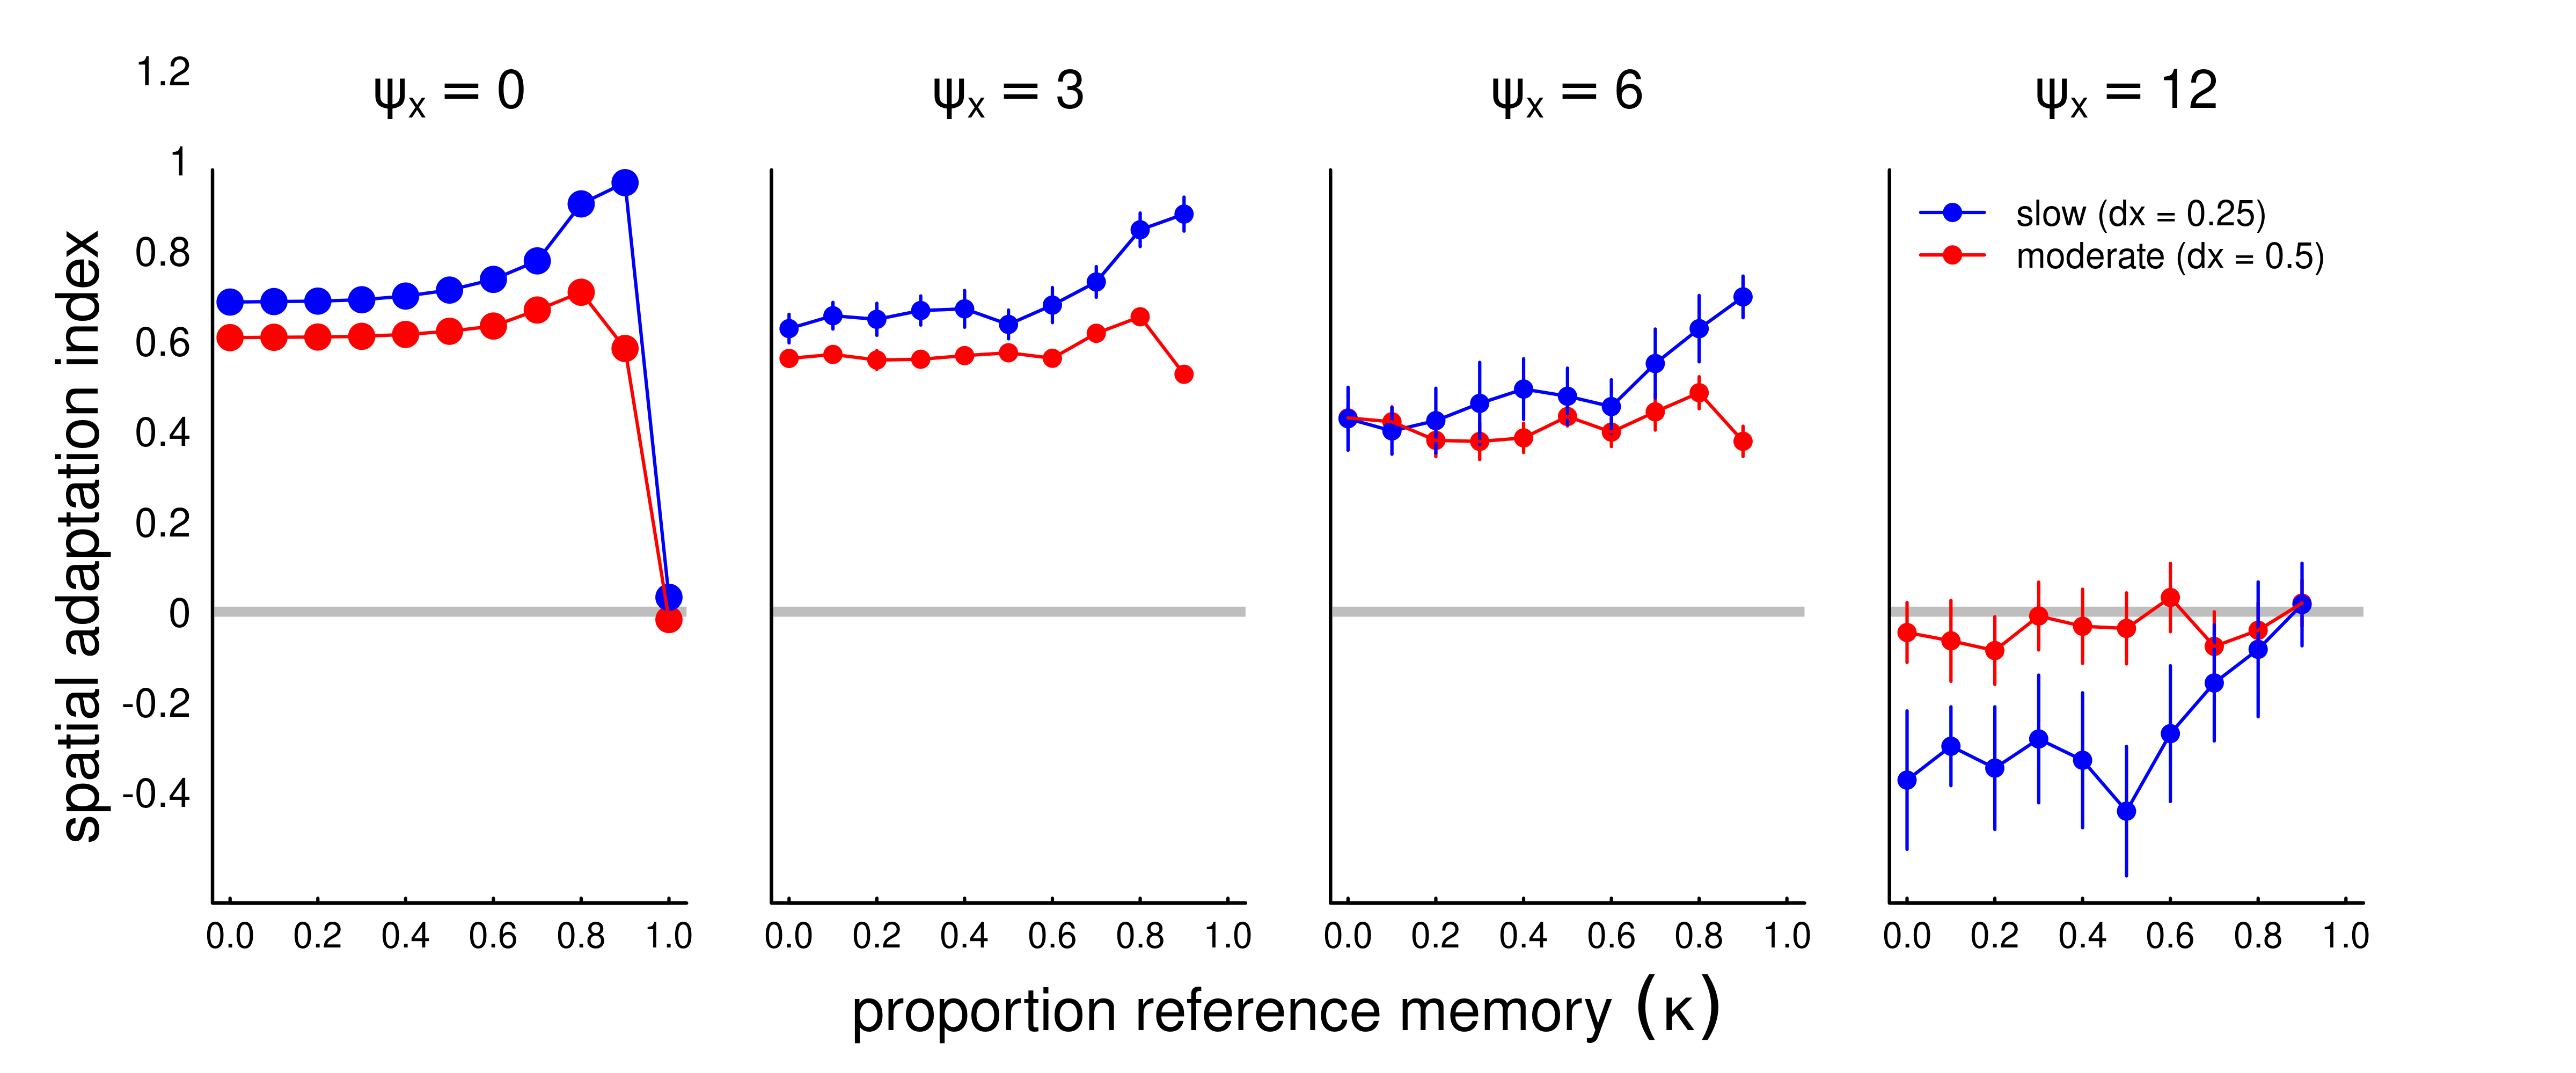 1.2
ψx = 0
ψx = 3
ψx = 6
ψx = 12
1
0.8
0.6
0.4
0.2
0
-0.2
-0.4
spatial adaptation index
slow (dx = 0.25)
moderate (dx = 0.5)
0.0 0.2 0.4 0.6 0.8 1.0
0.0 0.2 0.4 0.6 0.8 1.0
0.0 0.2 0.4 0.6 0.8 1.0
0.0 0.2 0.4 0.6 0.8 1.0
proportion reference memory (κ)